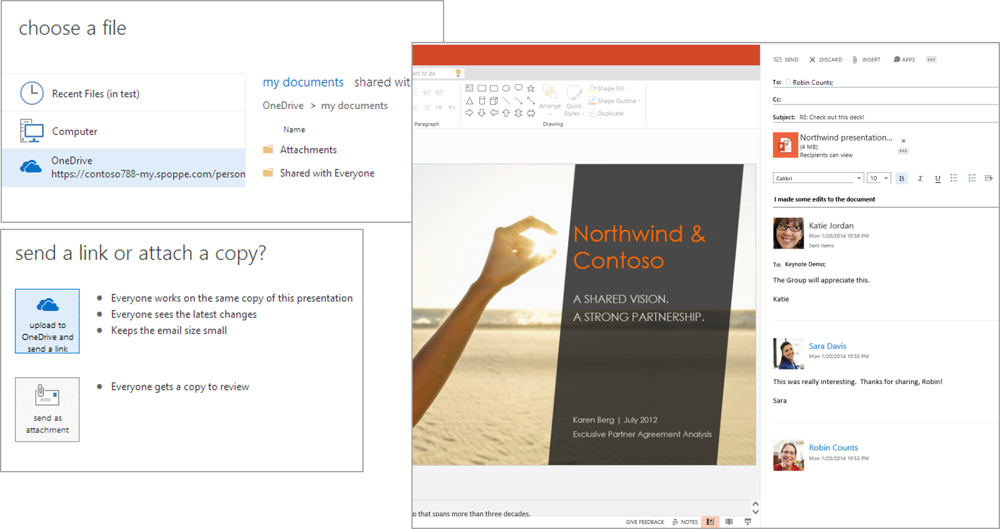 choose a file
Recent Files (in test)
Computer
OneDrive
https://contoso788-my.spoppe.com/person
my documents shared with
OneDrive > my documents
Name
Attachments
Shared with Everyone
send a link or attach a copy?
upload to
OneDrive and
send a link
Everyone works on the same copy of this presentation
Everyone sees the latest changes
Keeps the email size small
send as
attachment
Everyone gets a copy to review
ant to do
Paragraph
Arrange
Quick
Styles
Shape Fill
Shape Outline
Duplicate
Drawing
Northwind &
Contoso
A SHARED VISION.
A STRONG PARTNERSHIP.
Karen Berg | July 2012
Exclusive Partner Agreement Analysis
p that spans more than three decades.
GIVE FEEDBACK NOTES
SEND DISCARD INSERT APPS
To: Robin Counts;
Cc:
Subject: RE: Check out this deck!
Northwind presentation...
(4 MB)
Recipients can view
Calibri 10 B I U
I made some edits to the document
Katie Jordan
Mon 1/20/2014 10:58 PM
Sent Items
To: Keynote Demo;
The Group will appreciate this.
Katie
Sara Davis
Mon 1/20/2014 10:55 PM
This was really interesting. Thanks for sharing, Robin!
Sara
Robin Counts
Mon 1/20/2014 10:53 PM